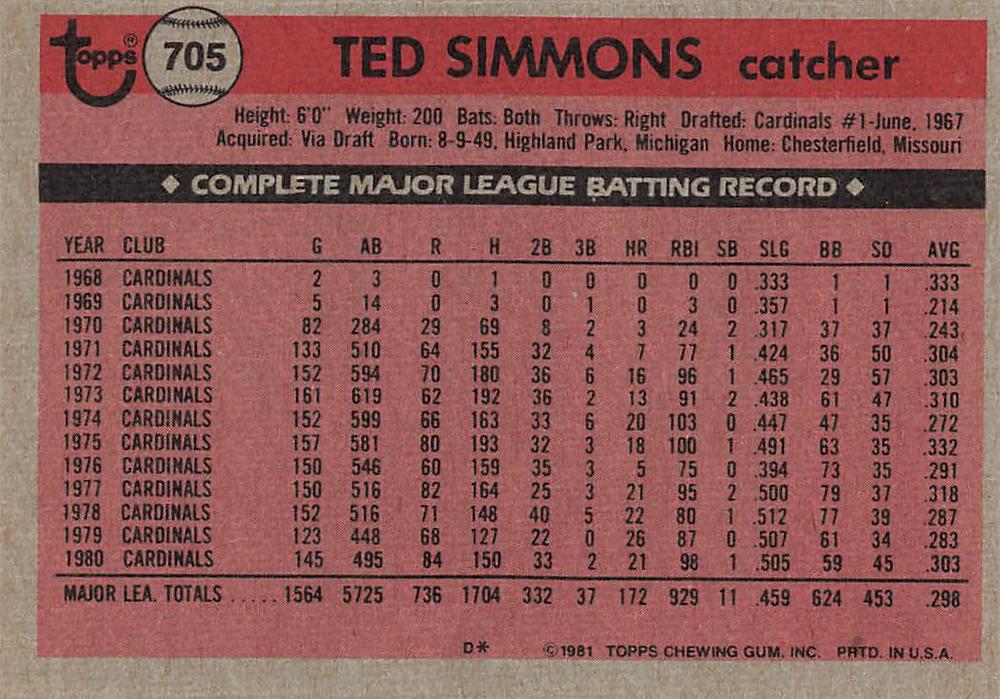 topps® 705 TED SIMMONS catcher
Height: 6'0" Weight: 200 Bats: Both Throws: Right Drafted: Cardinals #1-June, 1967
Acquired: Via Draft Born: 8-9-49, Highland Park, Michigan Home: Chesterfield, Missouri
◆ COMPLETE MAJOR LEAGUE BATTING RECORD ◆
YEAR CLUB G AB R H 2B 3B HR RBI SB SLG BB SO AVG
1968 CARDINALS 2 3 0 1 0 0 0 0 0 .333 1 1 .333
1969 CARDINALS 5 14 0 3 0 1 0 3 0 .357 1 1 .214
1970 CARDINALS 82 284 29 69 8 2 3 24 2 .317 37 37 .243
1971 CARDINALS 133 510 64 155 32 4 7 77 1 .424 36 50 .304
1972 CARDINALS 152 594 70 180 36 6 16 96 1 .465 29 57 .303
1973 CARDINALS 161 619 62 192 36 2 13 91 2 .438 61 47 .310
1974 CARDINALS 152 599 66 163 33 6 20 103 0 .447 47 35 .272
1975 CARDINALS 157 581 80 193 32 3 18 100 1 .491 63 35 .332
1976 CARDINALS 150 546 60 159 35 3 5 75 0 .394 73 35 .291
1977 CARDINALS 150 516 82 164 25 3 21 95 2 .500 79 37 .318
1978 CARDINALS 152 516 71 148 40 5 22 80 1 .512 77 39 .287
1979 CARDINALS 123 448 68 127 22 0 26 87 0 .507 61 34 .283
1980 CARDINALS 145 495 84 150 33 2 21 98 1 .505 59 45 .303
MAJOR LEA. TOTALS ..... 1564 5725 736 1704 332 37 172 929 11 .459 624 453 .298
D* ©1981 TOPPS CHEWING GUM, INC. PRTD. IN U.S.A.